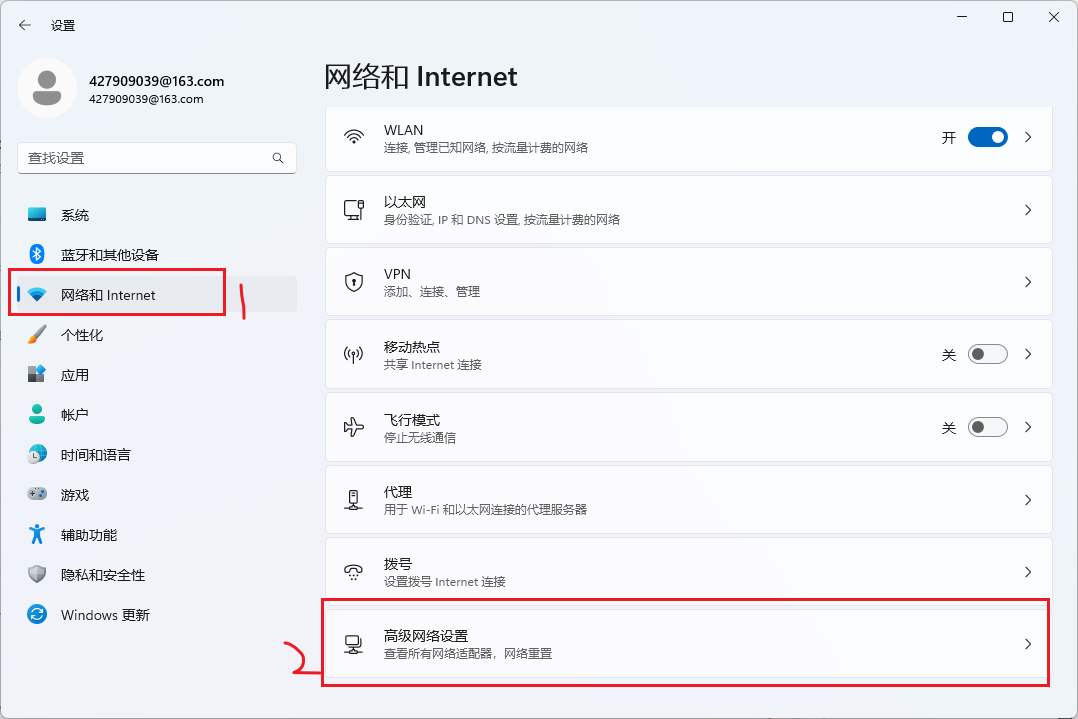 设置
427909039@163.com
427909039@163.com
查找设置
系统
蓝牙和其他设备
网络和 Internet
1
个性化
应用
帐户
时间和语言
游戏
辅助功能
隐私和安全性
Windows 更新
网络和 Internet
WLAN
连接, 管理已知网络, 按流量计费的网络
开
以太网
身份验证, IP 和 DNS 设置, 按流量计费的网络
VPN
添加、连接、管理
移动热点
共享 Internet 连接
关
飞行模式
停止无线通信
关
代理
用于 Wi-Fi 和以太网连接的代理服务器
拨号
设置拨号 Internet 连接
2
高级网络设置
查看所有网络适配器，网络重置